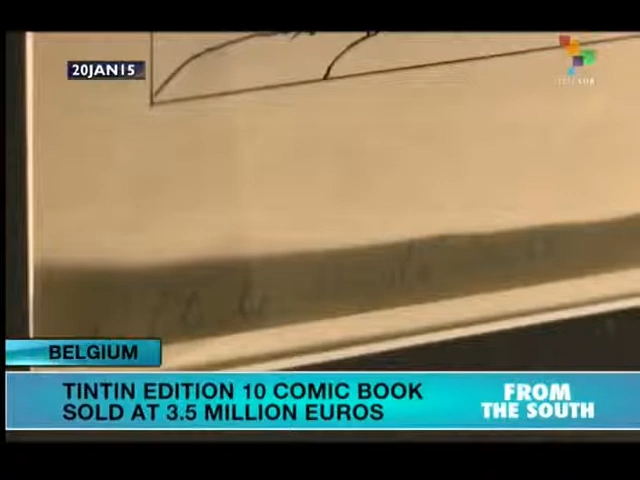 20JAN15
BELGIUM
TINTIN EDITION 10 COMIC BOOK
SOLD AT 3.5 MILLION EUROS
FROM
THE SOUTH